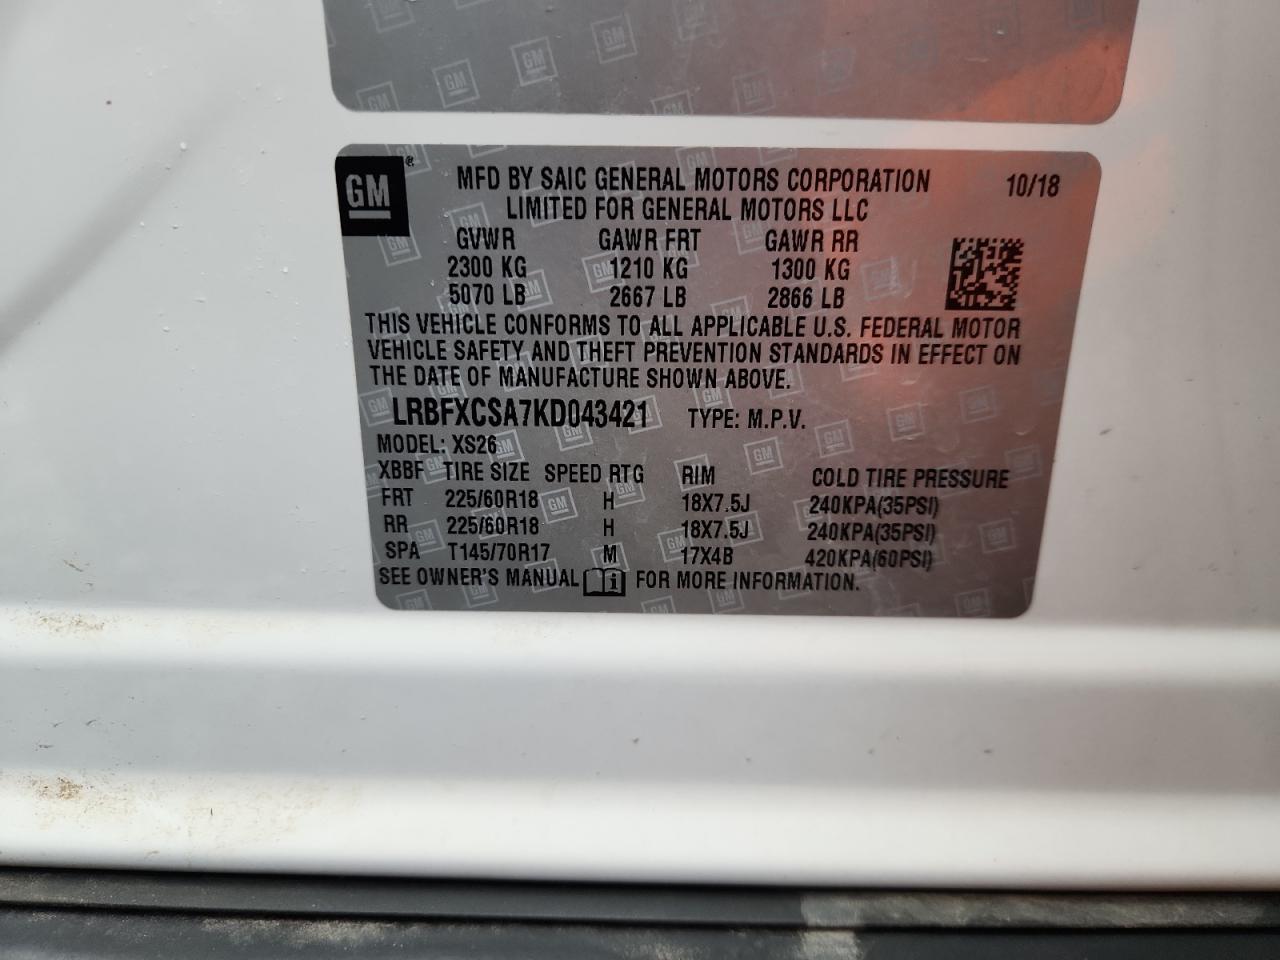 GM® MFD BY SAIC GENERAL MOTORS CORPORATION 10/18
LIMITED FOR GENERAL MOTORS LLC
GVWR GAWR FRT GAWR RR
2300 KG 1210 KG 1300 KG
5070 LB 2667 LB 2866 LB
THIS VEHICLE CONFORMS TO ALL APPLICABLE U.S. FEDERAL MOTOR
VEHICLE SAFETY AND THEFT PREVENTION STANDARDS IN EFFECT ON
THE DATE OF MANUFACTURE SHOWN ABOVE.
LRBFXCSA7KD043421 TYPE: M.P.V.
MODEL: XS26
XBBF TIRE SIZE SPEED RTG RIM COLD TIRE PRESSURE
FRT 225/60R18 H 18X7.5J 240KPA(35PSI)
RR 225/60R18 H 18X7.5J 240KPA(35PSI)
SPA T145/70R17 M 17X4B 420KPA(60PSI)
SEE OWNER'S MANUAL i FOR MORE INFORMATION.